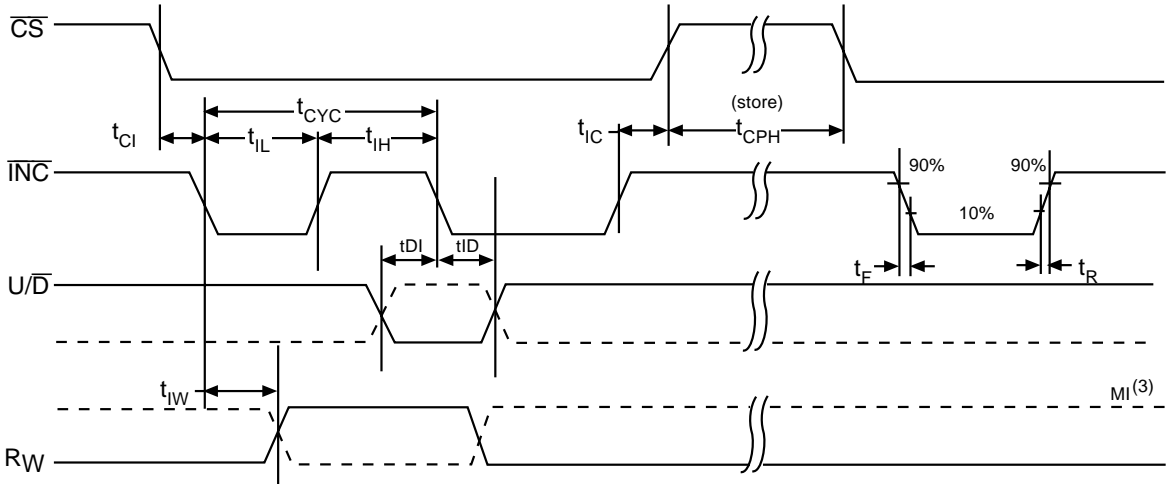 CS
(store)
tCYC
tCI
tIL
tIH
tIC
tCPH
INC
90%
90%
10%
tDI
tID
tF
tR
U/D
tIW
MI(3)
RW